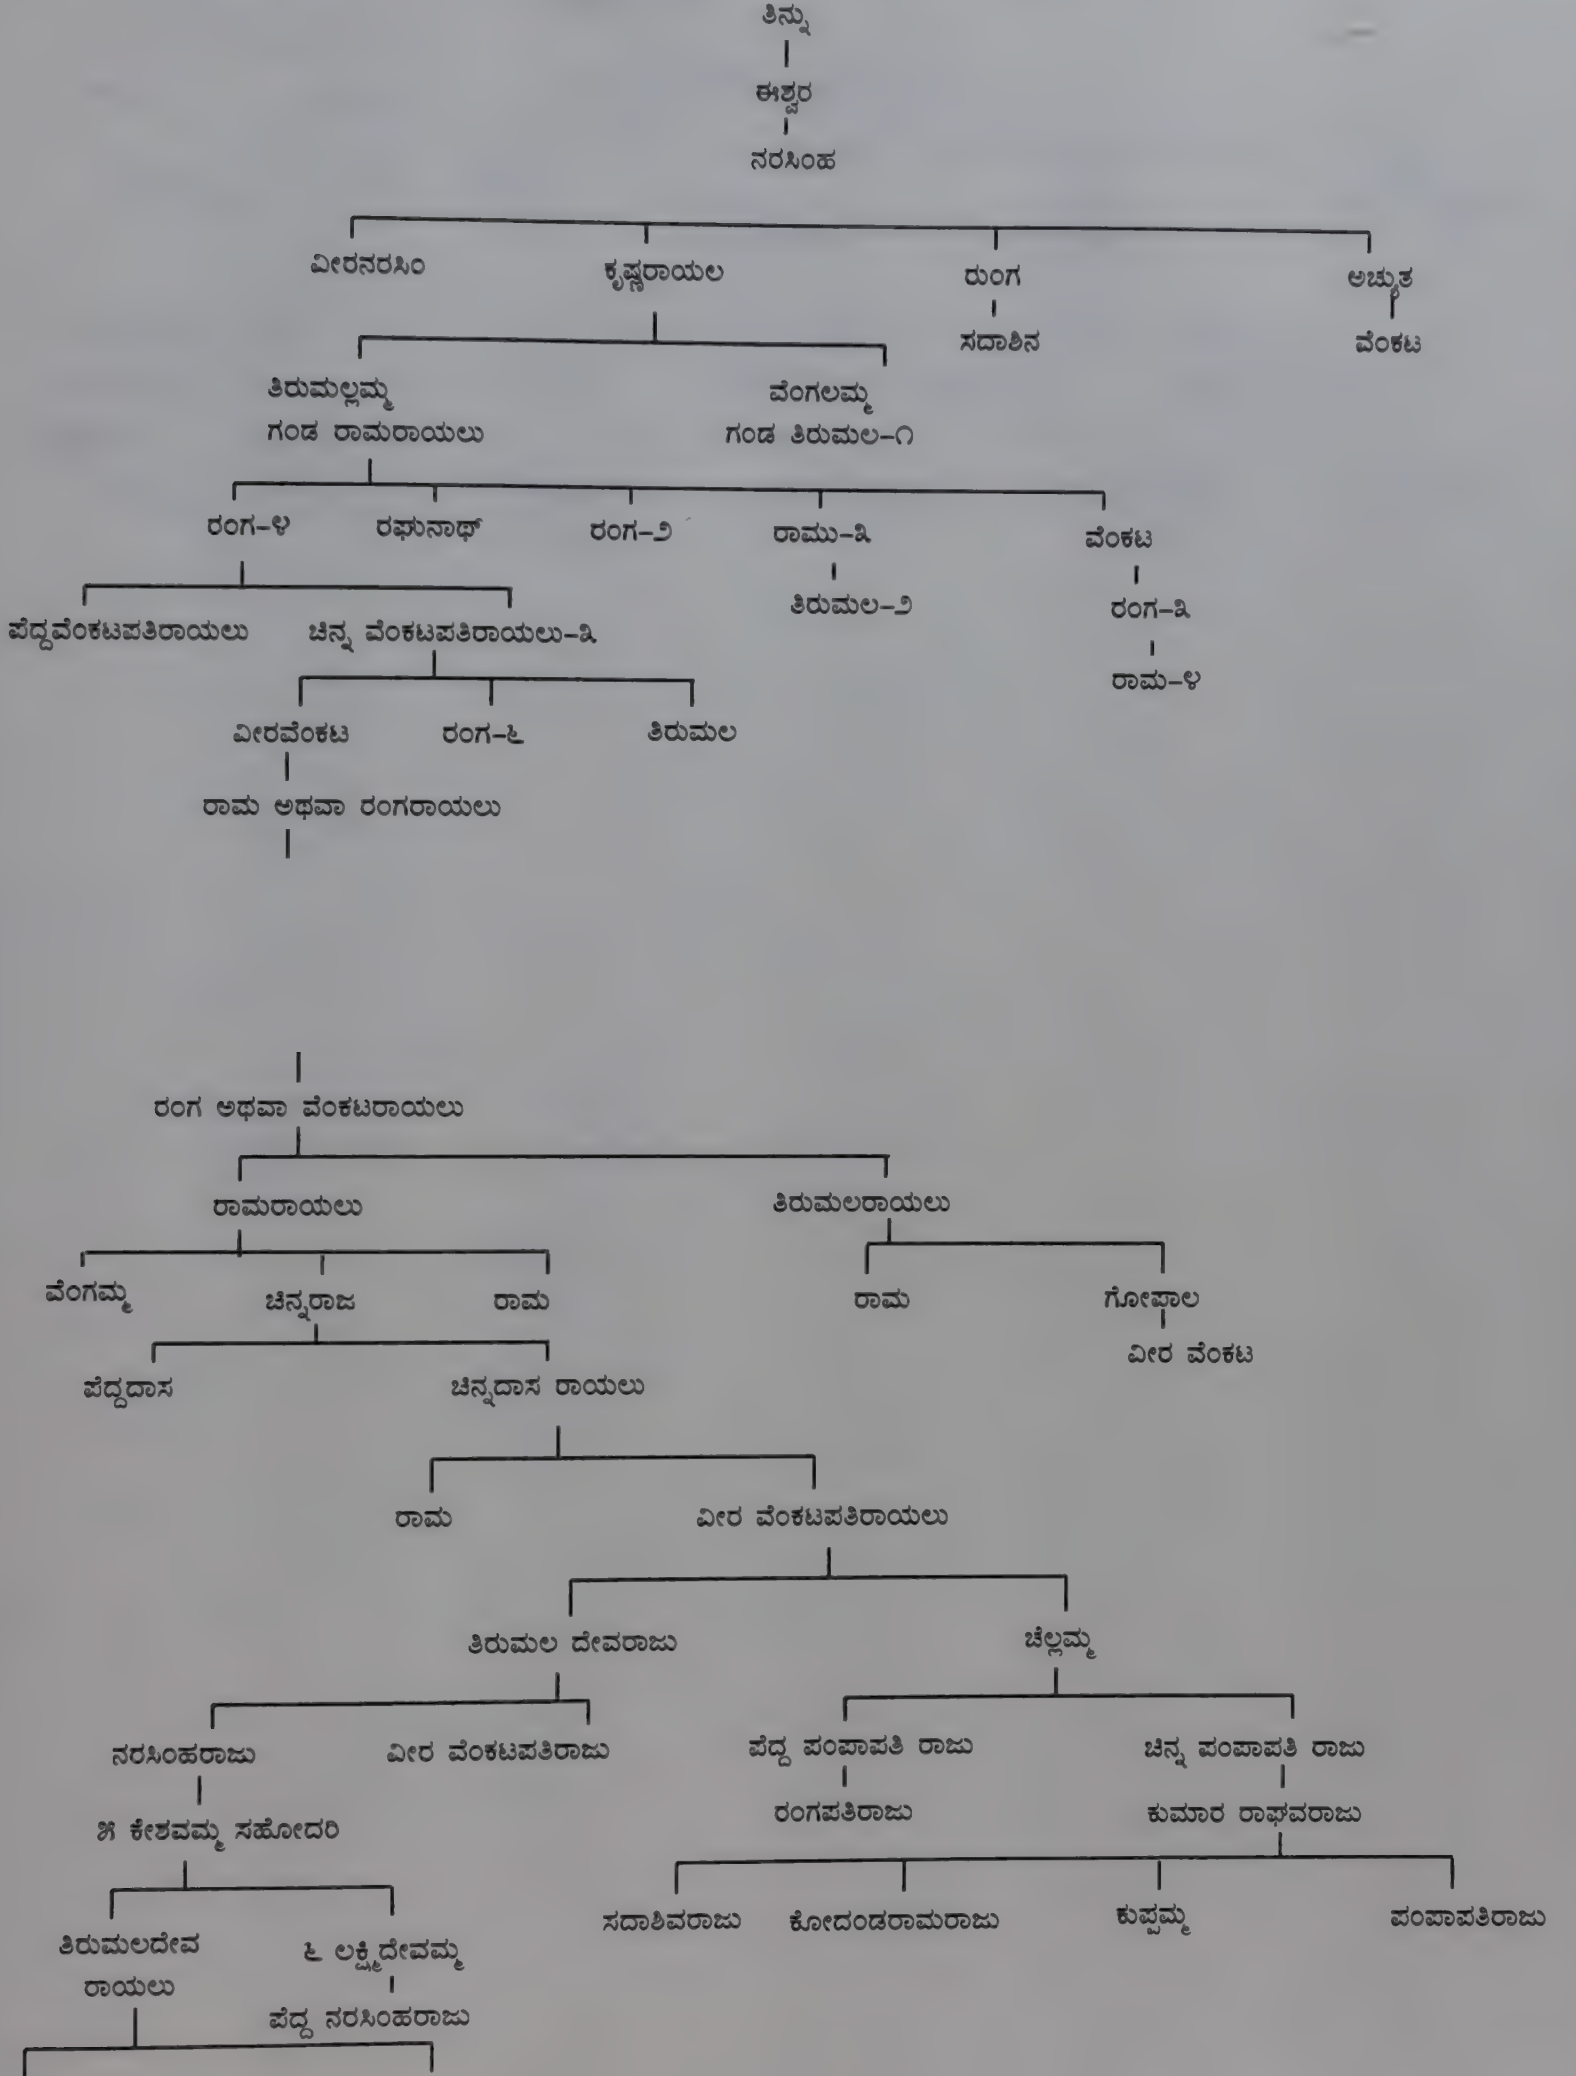 ತಿನ್ನು
ಈಶ್ವರ
ನರಸಿಂಹ
ವೀರನರಸಿಂ ಕೃಷ್ಣರಾಯಲ ರುಂಗ ಅಚ್ಯುತ
ಸದಾಶಿನ ವೆಂಕಟ
ತಿರುಮಲ್ಲಮ್ಮ ವೆಂಗಲಮ್ಮ
ಗಂಡ ರಾಮರಾಯಲು ಗಂಡ ತಿರುಮಲ-೧
ರಂಗ-೪ ರಘುನಾಥ್ ರಂಗ-೨ ರಾಮು-೩ ವೆಂಕಟ
ತಿರುಮಲ-೨ ರಂಗ-೩
ಪೆದ್ದವೆಂಕಟಪತಿರಾಯಲು ಚಿನ್ನ ವೆಂಕಟಪತಿರಾಯಲು-೩
ರಾಮ-೪
ವೀರವೆಂಕಟ ರಂಗ-೬ ತಿರುಮಲ
ರಾಮ ಅಥವಾ ರಂಗರಾಯಲು
ರಂಗ ಅಥವಾ ವೆಂಕಟರಾಯಲು
ರಾಮರಾಯಲು ತಿರುಮಲರಾಯಲು
ವೆಂಗಮ್ಮ ಚಿನ್ನರಾಜ ರಾಮ ರಾಮ ಗೋಪಾಲ
ವೀರ ವೆಂಕಟ
ಪೆದ್ದದಾಸ ಚಿನ್ನದಾಸ ರಾಯಲು
ರಾಮ ವೀರ ವೆಂಕಟಪತಿರಾಯಲು
ತಿರುಮಲ ದೇವರಾಜು ಚೆಲ್ಲಮ್ಮ
ನರಸಿಂಹರಾಜು ವೀರ ವೆಂಕಟಪತಿರಾಜು ಪೆದ್ದ ಪಂಪಾಪತಿ ರಾಜು ಚಿನ್ನ ಪಂಪಾಪತಿ ರಾಜು
ರಂಗಪತಿರಾಜು ಕುಮಾರ ರಾಘವರಾಜು
೫ ಕೇಶವಮ್ಮ ಸಹೋದರಿ
ಸದಾಶಿವರಾಜು ಕೋದಂಡರಾಮರಾಜು ಕುಪ್ಪಮ್ಮ ಪಂಪಾಪತಿರಾಜು
ತಿರುಮಲದೇವ ೬ ಲಕ್ಷ್ಮಿದೇವಮ್ಮ
ರಾಯಲು
ಪೆದ್ದ ನರಸಿಂಹರಾಜು